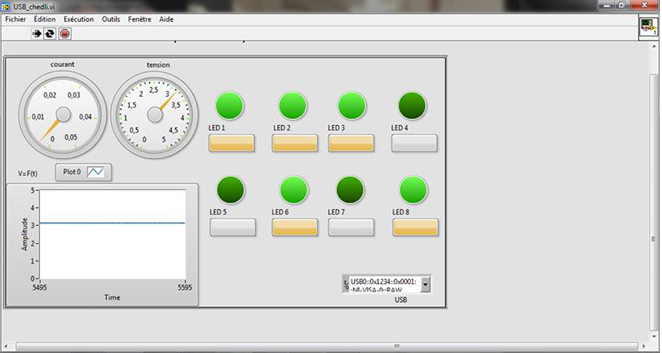 USB_chedli.vi
Fichier Édition Exécution Outils Fenêtre Aide
1
courant
tension
0,02 0,03
0,01 0,04
0 0,05
2 2,5 3
1,5 3,5
1 4
0,5 4,5
0 5
LED 1 LED 2 LED 3 LED 4
V=F(t) Plot 0
LED 5 LED 6 LED 7 LED 8
Amplitude
5
4
3
2
1
0
5495 5595
Time
USB0::0x1234::0x0001:
:NI-VISA-0::RAW
USB